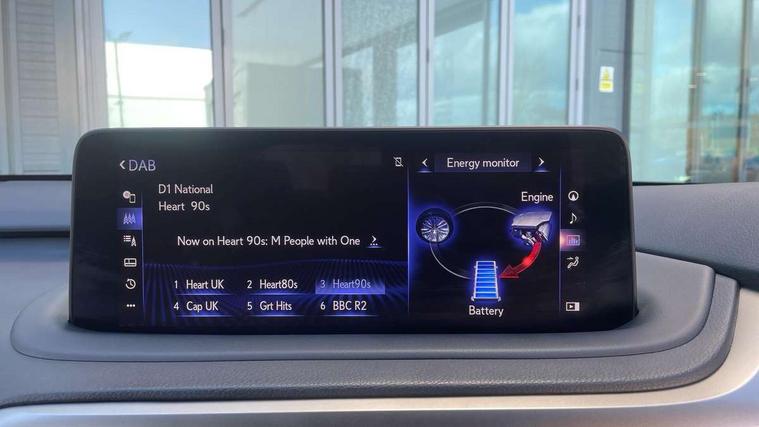 DAB
D1 National
Heart 90s
Now on Heart 90s: M People with One
1 Heart UK 2 Heart80s 3 Heart90s
4 Cap UK 5 Grt Hits 6 BBC R2
Energy monitor
Engine
Battery